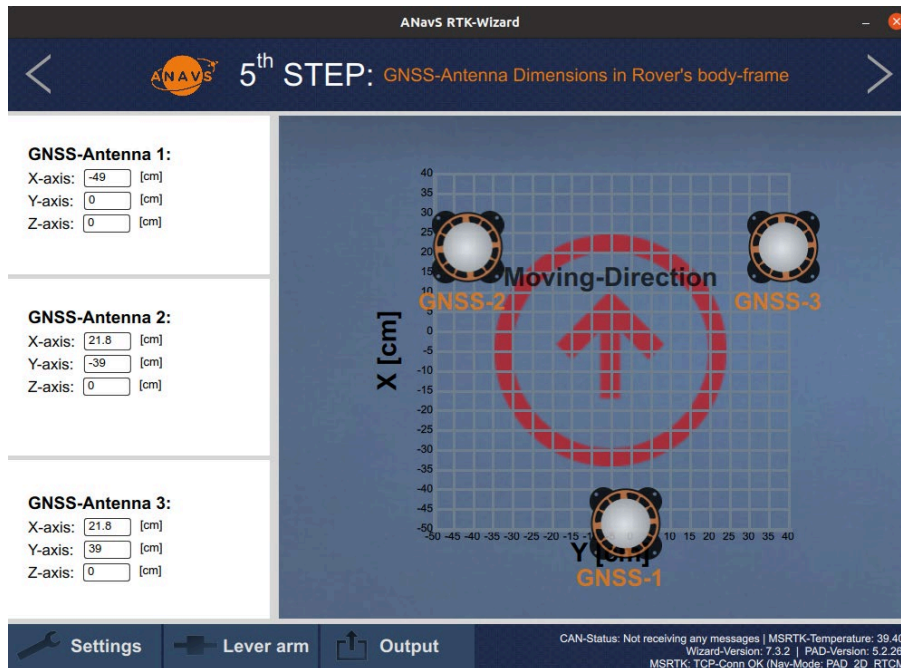 ANavS RTK-Wizard
ANAVS
5th STEP: GNSS-Antenna Dimensions in Rover's body-frame
GNSS-Antenna 1:
X-axis: -49 [cm]
Y-axis: 0 [cm]
Z-axis: 0 [cm]
GNSS-Antenna 2:
X-axis: 21.8 [cm]
Y-axis: -39 [cm]
Z-axis: 0 [cm]
GNSS-Antenna 3:
X-axis: 21.8 [cm]
Y-axis: 39 [cm]
Z-axis: 0 [cm]
40
35
30
25
20
15
Moving-Direction
10
GNSS-2
GNSS-3
5
0
X [cm]
-5
-10
-15
-20
-25
-30
-35
-40
-45
-50
-50 -45 -40 -35 -30 -25 -20 -15 10 15 20 25 30 35 40
Y [cm]
GNSS-1
Settings
Lever arm
Output
CAN-Status: Not receiving any messages | MSRTK-Temperature: 39.40
Wizard-Version: 7.3.2 | PAD-Version: 5.2.26
MSRTK: TCP-Conn OK (Nav-Mode: PAD_2D_RTCM